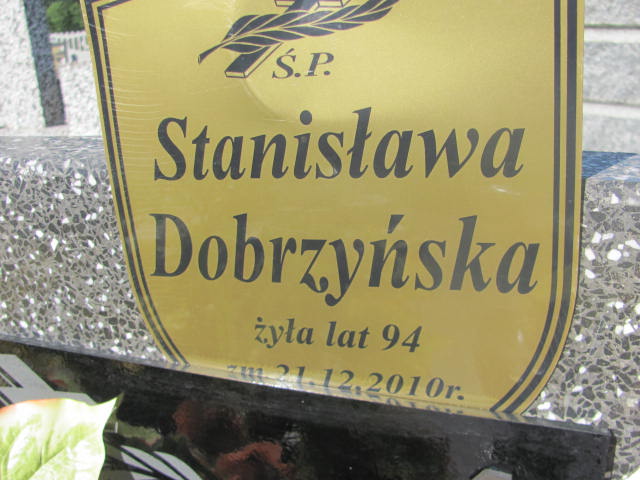 Ś.P.
Stanisława
Dobrzyńska
żyła lat 94
zm 21.12.2010r.